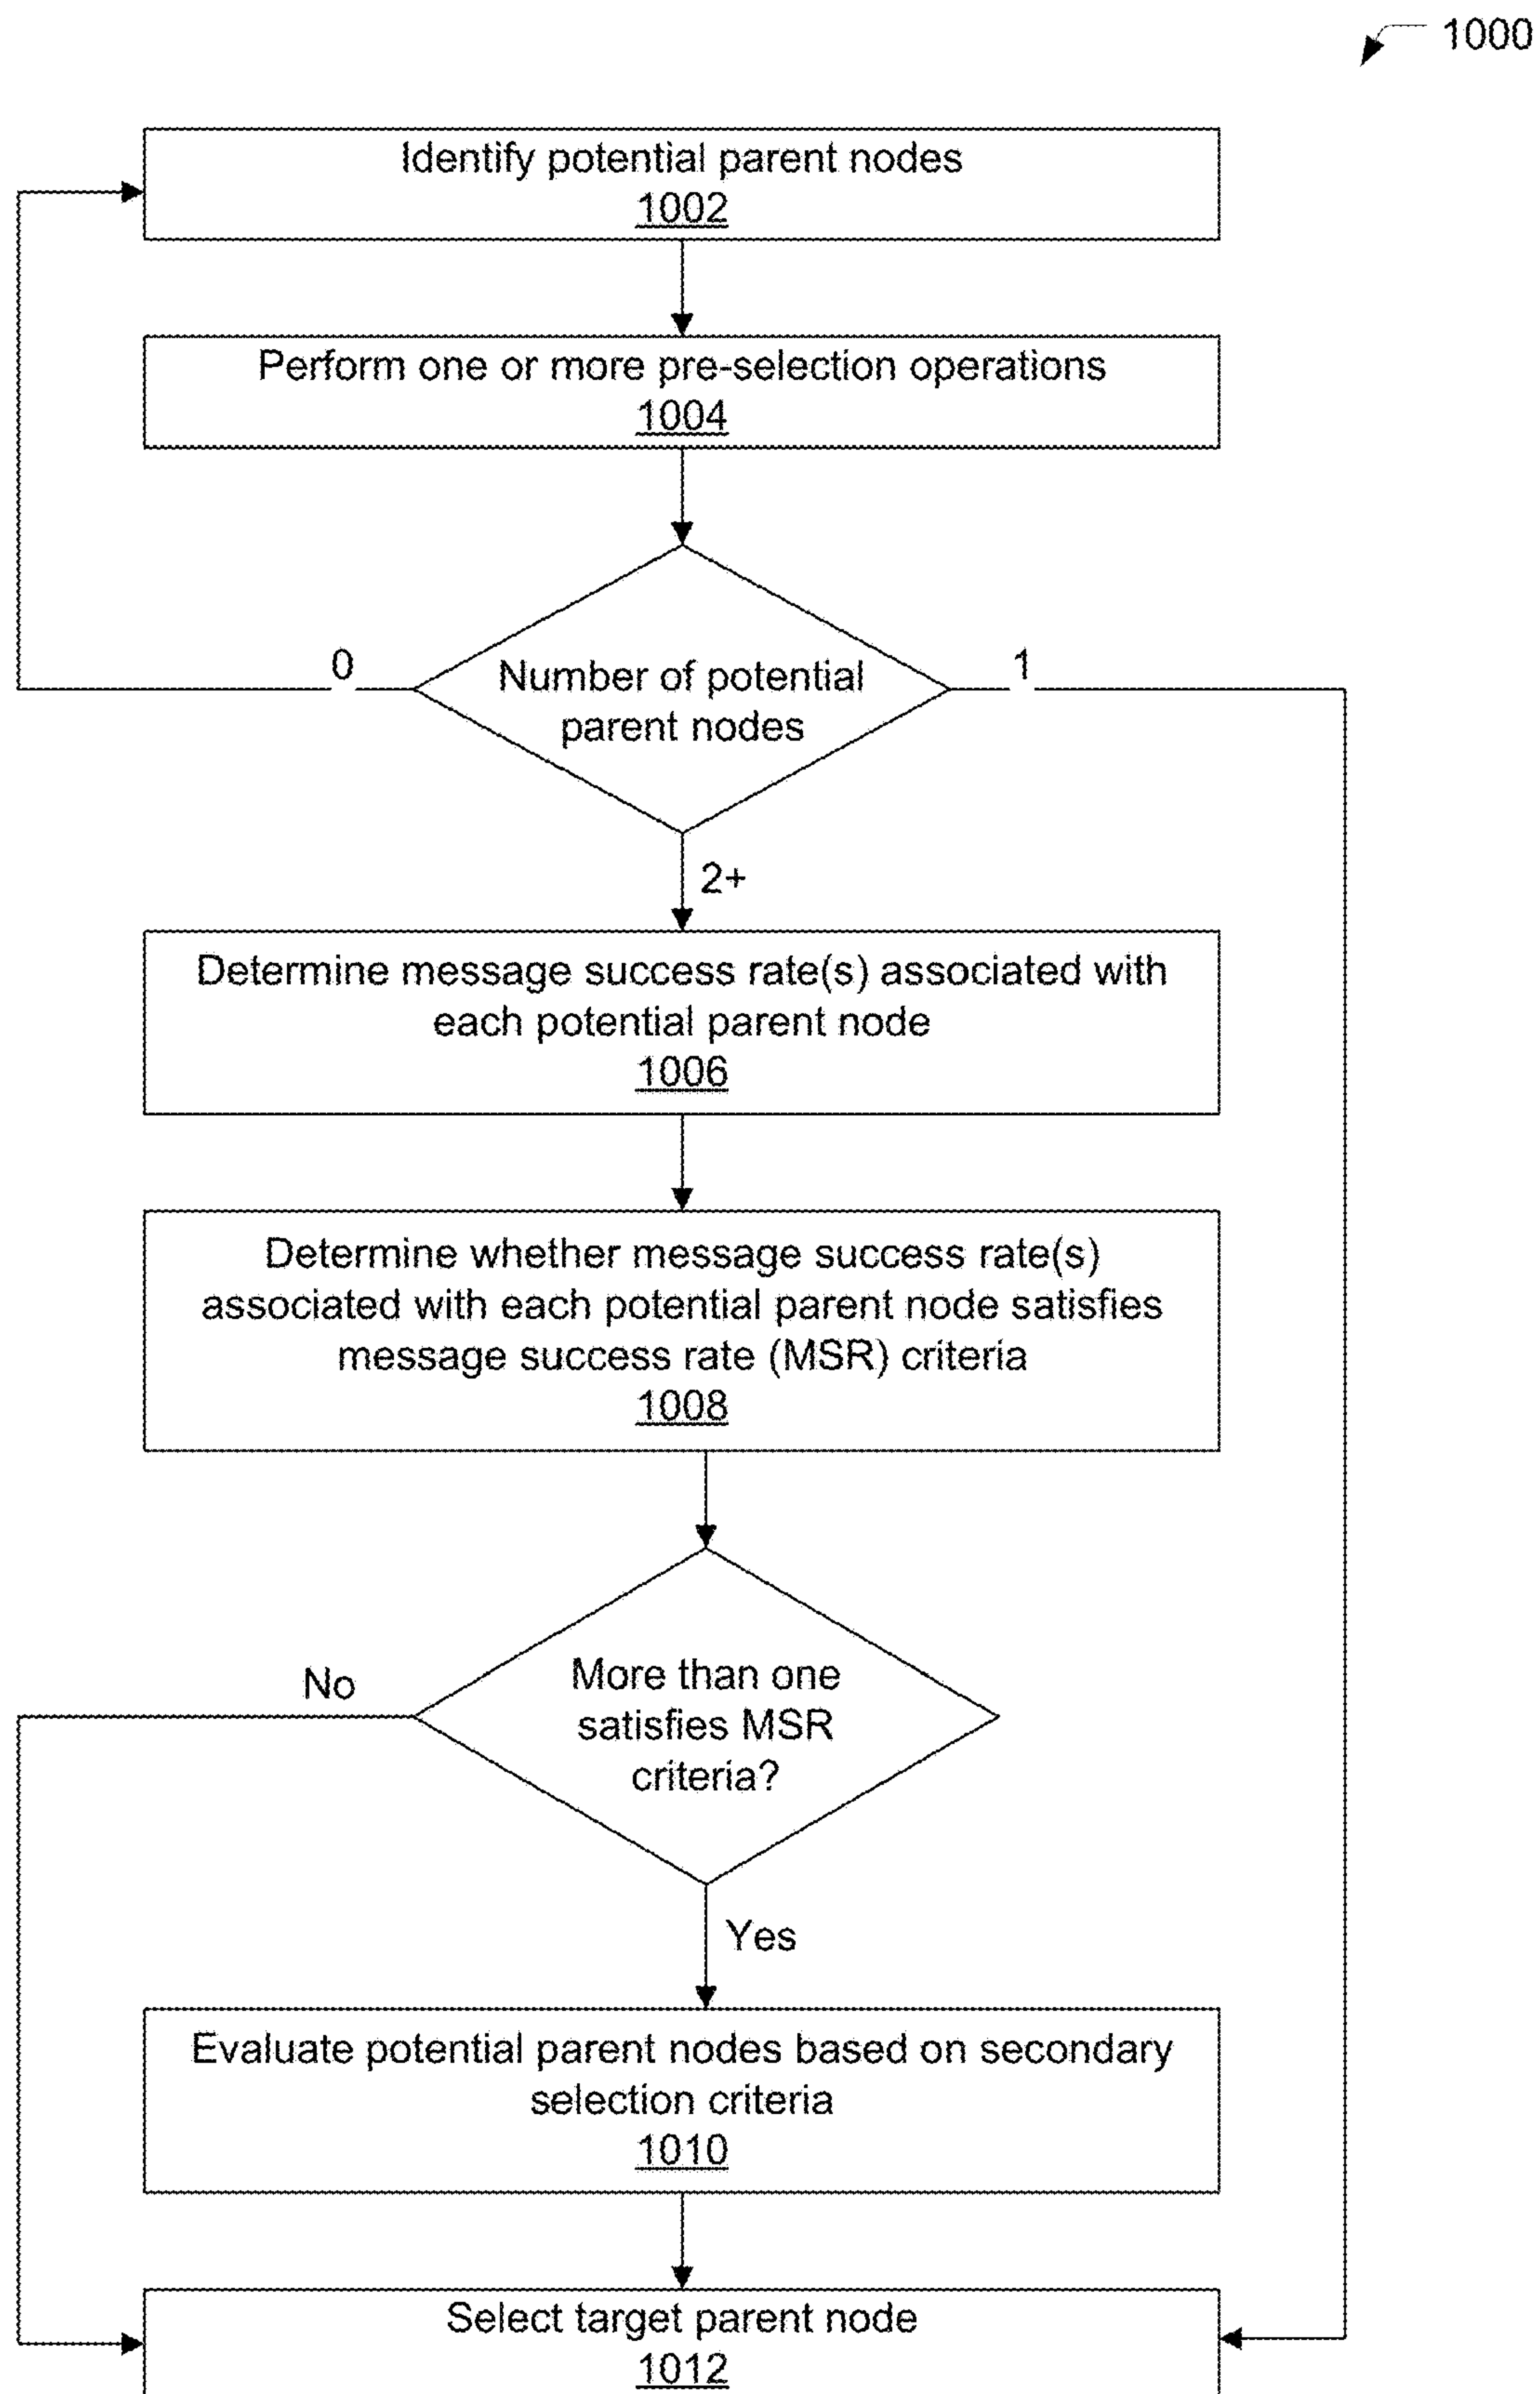 1000
Identify potential parent nodes
1002
Perform one or more pre-selection operations
1004
Number of potential
parent nodes
0
1
2+
Determine message success rate(s) associated with
each potential parent node
1006
Determine whether message success rate(s)
associated with each potential parent node satisfies
message success rate (MSR) criteria
1008
More than one
satisfies MSR
criteria?
No
Yes
Evaluate potential parent nodes based on secondary
selection criteria
1010
Select target parent node
1012